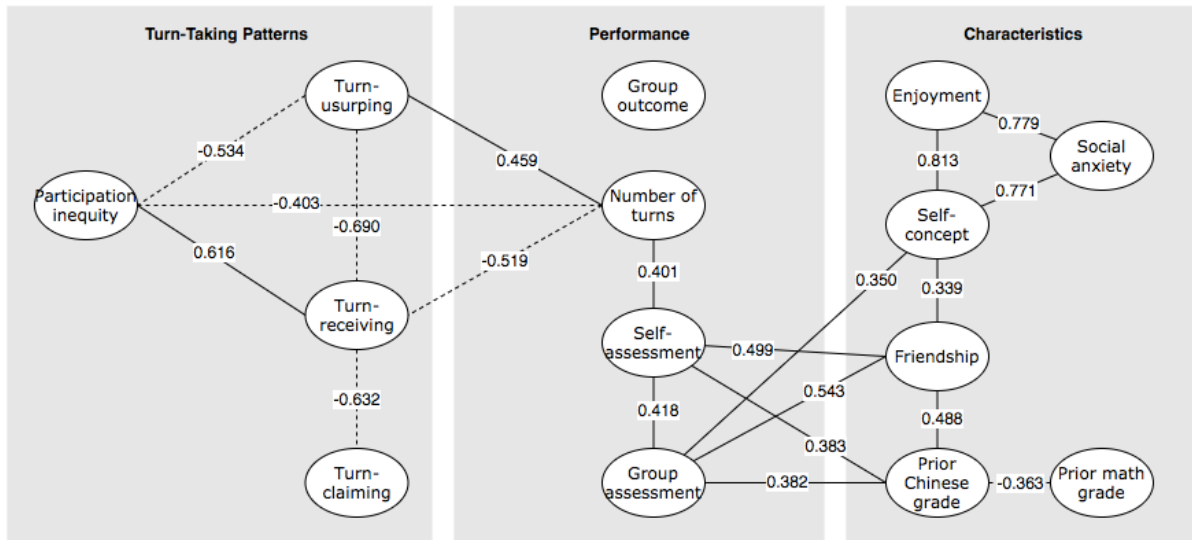 Turn-Taking Patterns
Performance
Characteristics
Turn-
usurping
Group
outcome
Enjoyment
0.779
-0.534
0.459
0.813
Social
anxiety
Participation
inequity
-0.403
Number of
turns
0.771
Self-
concept
-0.690
0.616
-0.519
0.401
0.350
0.339
Turn-
receiving
Self-
assessment
0.499
Friendship
-0.632
0.418
0.543
0.488
0.383
Turn-
claiming
Group
assessment
0.382
Prior
Chinese
grade
-0.363
Prior math
grade